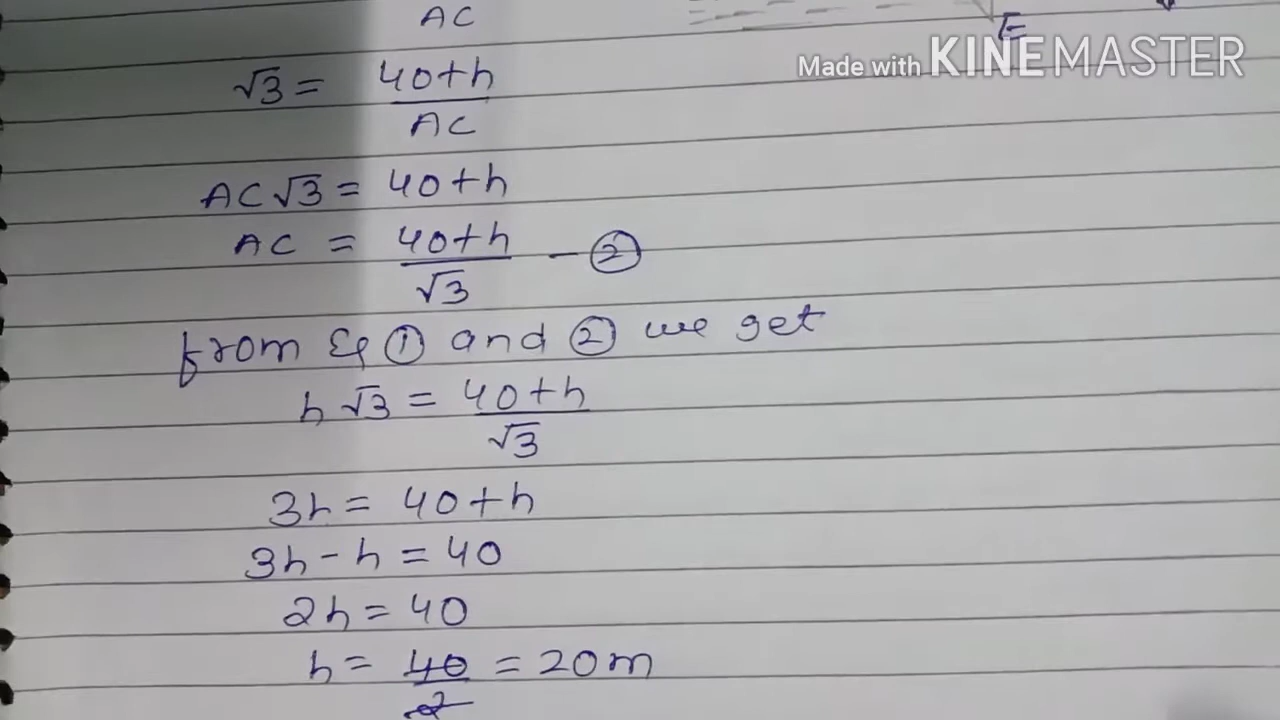 AC
E
Made with KINEMASTER
√3 = 40+h
AC
AC√3 = 40+h
AC = 40+h — ②
√3
from Eq ① and ② we get
h√3 = 40+h
√3
3h = 40+h
3h - h = 40
2h = 40
h = 40 = 20m
2